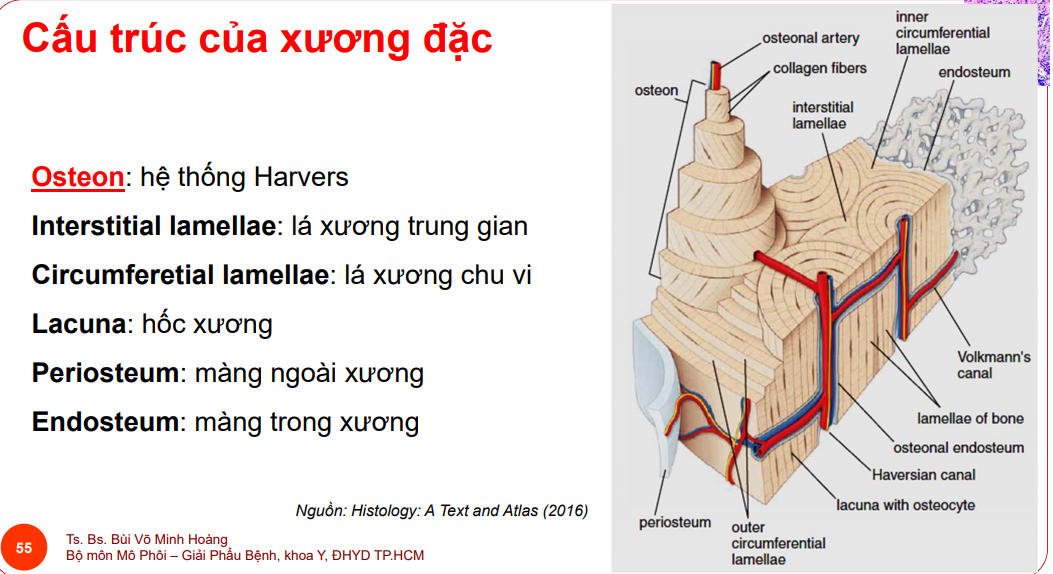 Cấu trúc của xương đặc
Osteon: hệ thống Harvers
Interstitial lamellae: lá xương trung gian
Circumferetial lamellae: lá xương chu vi
Lacuna: hốc xương
Periosteum: màng ngoài xương
Endosteum: màng trong xương
Nguồn: Histology: A Text and Atlas (2016)
55
Ts. Bs. Bùi Võ Minh Hoàng
Bộ môn Mô Phôi – Giải Phẩu Bệnh, khoa Y, ĐHYD TP.HCM
inner
circumferential
lamellae
osteonal artery
collagen fibers
endosteum
osteon
interstitial
lamellae
Volkmann's
canal
lamellae of bone
osteonal endosteum
Haversian canal
lacuna with osteocyte
periosteum
outer
circumferential
lamellae